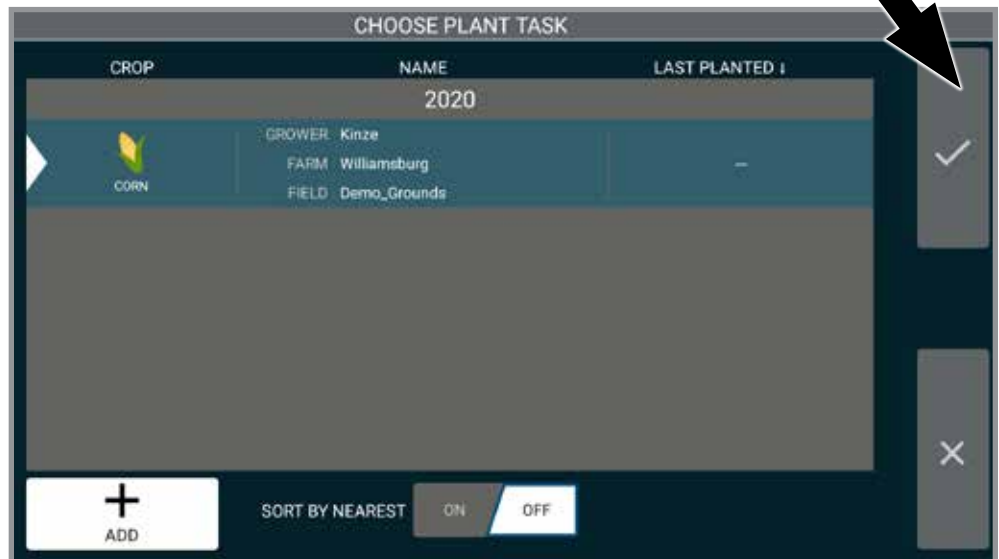 CHOOSE PLANT TASK
CROP NAME LAST PLANTED ↓
2020
GROWER Kinze
FARM Williamsburg
CORN
FIELD Demo_Grounds
–
ADD
SORT BY NEAREST ON OFF